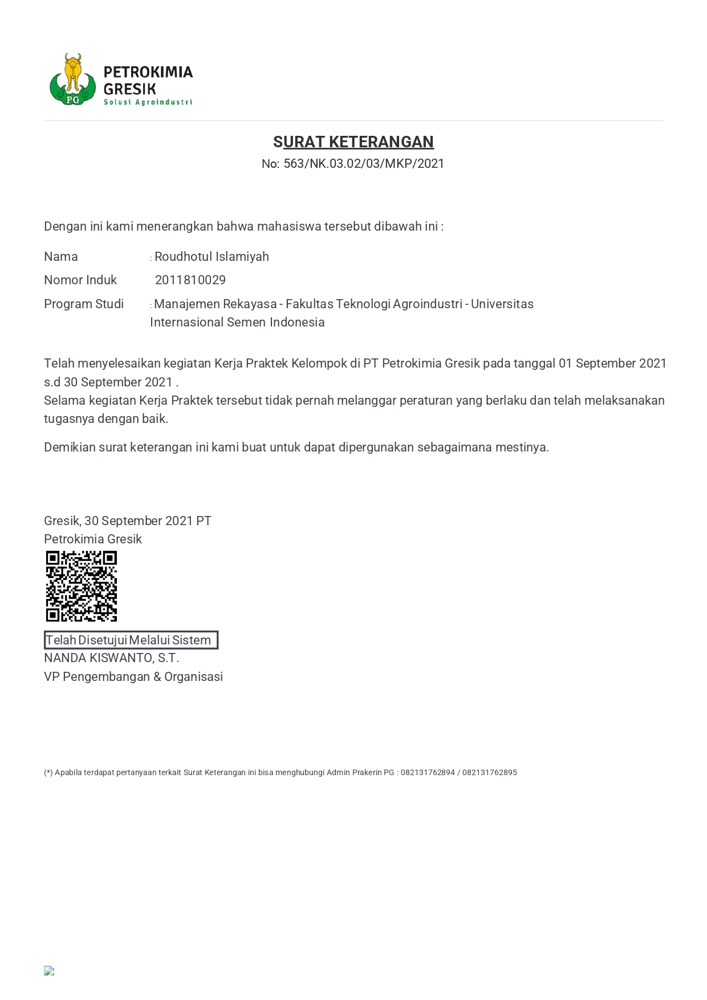 PG
PETROKIMIA
GRESIK
Solusi Agroindustri
SURAT KETERANGAN
No: 563/NK.03.02/03/MKP/2021
Dengan ini kami menerangkan bahwa mahasiswa tersebut dibawah ini :
Nama : Roudhotul Islamiyah
Nomor Induk 2011810029
Program Studi : Manajemen Rekayasa - Fakultas Teknologi Agroindustri - Universitas
Internasional Semen Indonesia
Telah menyelesaikan kegiatan Kerja Praktek Kelompok di PT Petrokimia Gresik pada tanggal 01 September 2021
s.d 30 September 2021 .
Selama kegiatan Kerja Praktek tersebut tidak pernah melanggar peraturan yang berlaku dan telah melaksanakan
tugasnya dengan baik.
Demikian surat keterangan ini kami buat untuk dapat dipergunakan sebagaimana mestinya.
Gresik, 30 September 2021 PT
Petrokimia Gresik
Telah Disetujui Melalui Sistem
NANDA KISWANTO, S.T.
VP Pengembangan & Organisasi
(*) Apabila terdapat pertanyaan terkait Surat Keterangan ini bisa menghubungi Admin Prakerin PG : 082131762894 / 082131762895